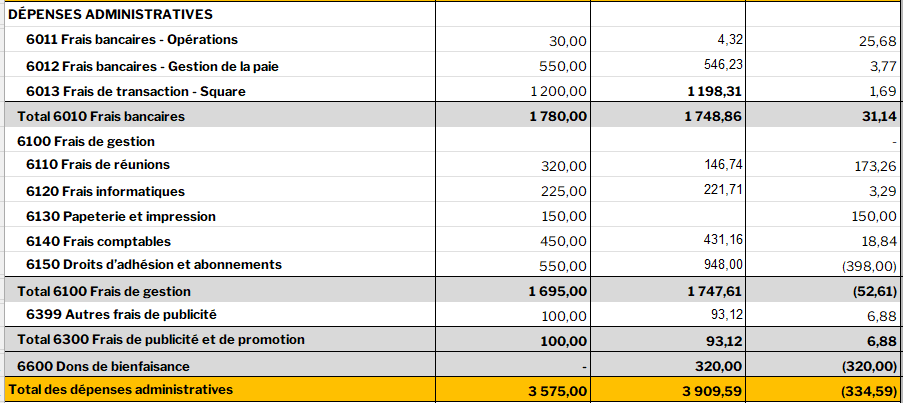 DÉPENSES ADMINISTRATIVES
6011 Frais bancaires - Opérations 30,00 4,32 25,68
6012 Frais bancaires - Gestion de la paie 550,00 546,23 3,77
6013 Frais de transaction - Square 1 200,00 1 198,31 1,69
Total 6010 Frais bancaires 1 780,00 1 748,86 31,14
6100 Frais de gestion -
6110 Frais de réunions 320,00 146,74 173,26
6120 Frais informatiques 225,00 221,71 3,29
6130 Papeterie et impression 150,00 150,00
6140 Frais comptables 450,00 431,16 18,84
6150 Droits d'adhésion et abonnements 550,00 948,00 (398,00)
Total 6100 Frais de gestion 1 695,00 1 747,61 (52,61)
6399 Autres frais de publicité 100,00 93,12 6,88
Total 6300 Frais de publicité et de promotion 100,00 93,12 6,88
6600 Dons de bienfaisance - 320,00 (320,00)
Total des dépenses administratives 3 575,00 3 909,59 (334,59)